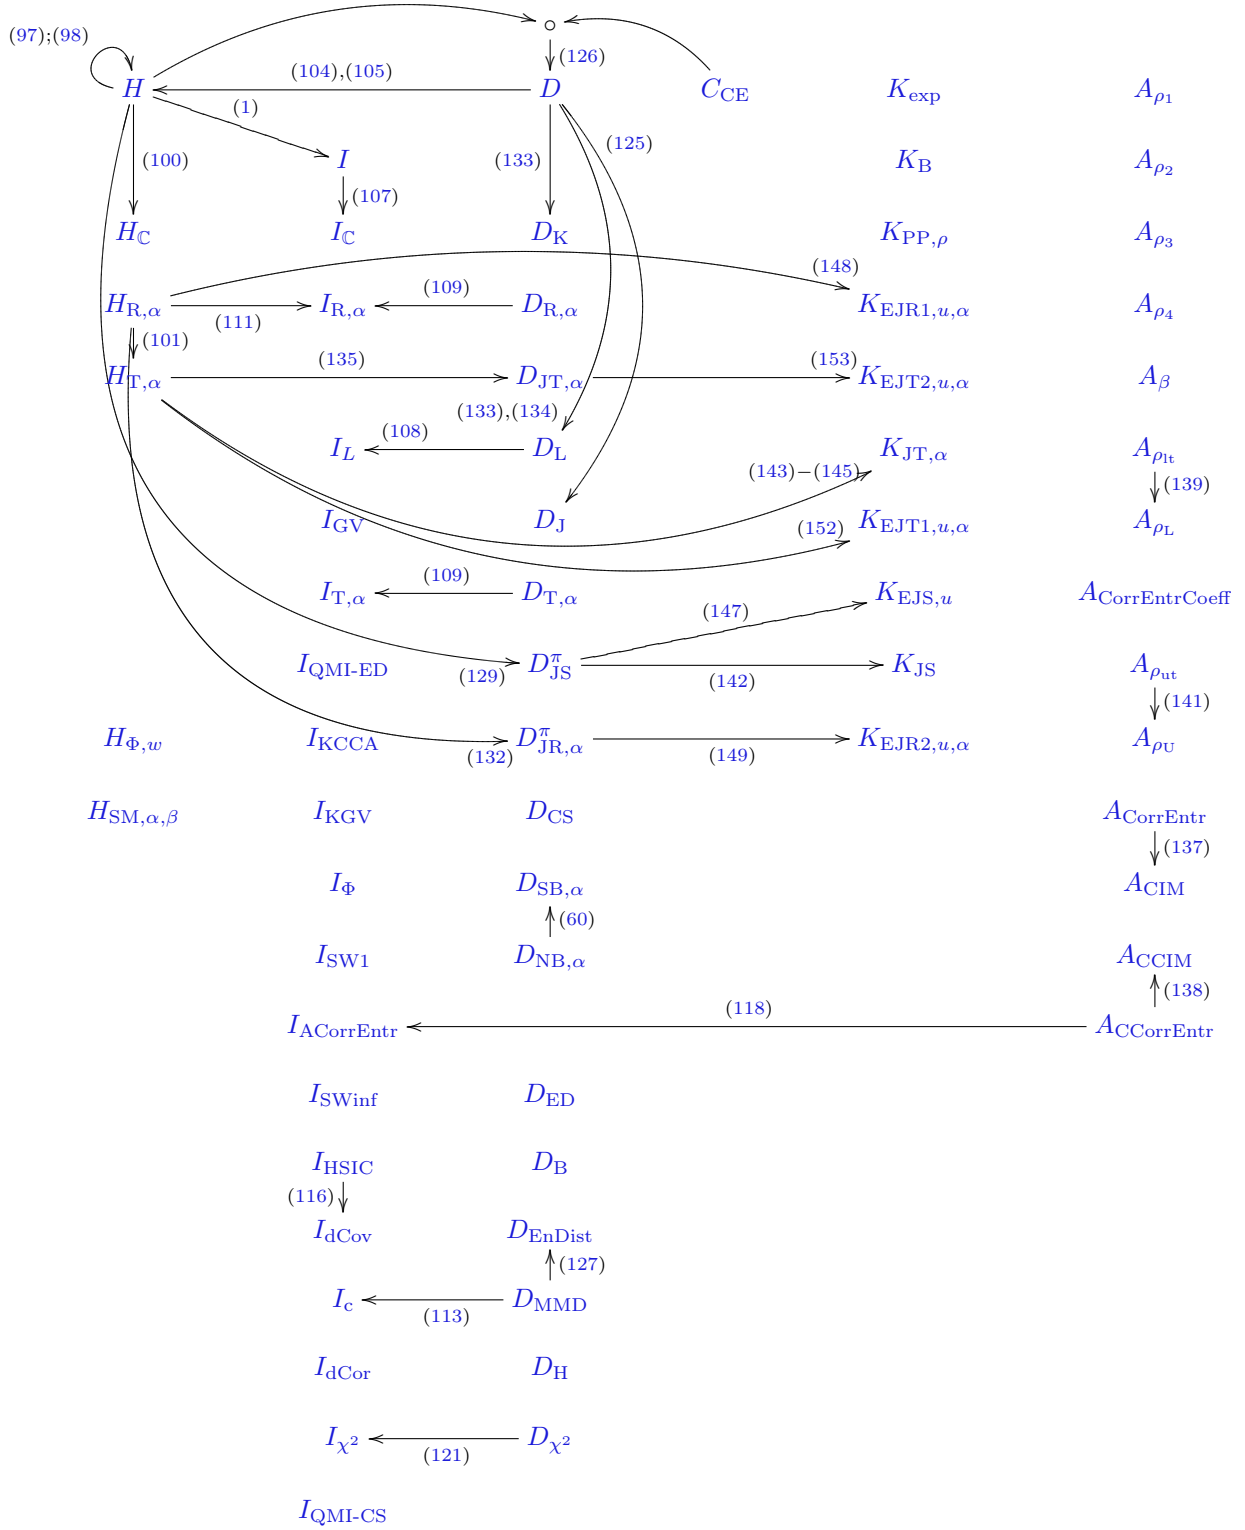 (97);(98)
∘
(126)
(104),(105)
H D C_CE K_exp A_ρ₁
(1)
(125)
(100) I (133) K_B A_ρ₂
(107)
H_ℂ I_ℂ D_K K_PP,ρ A_ρ₃
(148)
(109)
H_R,α I_R,α D_R,α K_EJR1,u,α A_ρ₄
(111)
(101)
(135) (153)
H_T,α D_JT,α K_EJT2,u,α A_β
(133),(134)
(108)
I_L D_L K_JT,α A_ρ_lt
(143)−(145)
(139)
I_GV D_J K_EJT1,u,α A_ρ_L
(152)
(109)
I_T,α D_T,α K_EJS,u A_CorrEntrCoeff
(147)
I_QMI-ED D^π_JS K_JS A_ρ_ut
(129) (142)
(141)
H_Φ,w I_KCCA D^π_JR,α K_EJR2,u,α A_ρ_U
(132) (149)
H_SM,α,β I_KGV D_CS A_CorrEntr
(137)
I_Φ D_SB,α A_CIM
(60)
I_SW1 D_NB,α A_CCIM
(138)
(118)
I_ACorrEntr A_CCorrEntr
I_SWinf D_ED
I_HSIC D_B
(116)
I_dCov D_EnDist
(127)
I_c D_MMD
(113)
I_dCor D_H
I_χ² D_χ²
(121)
I_QMI-CS